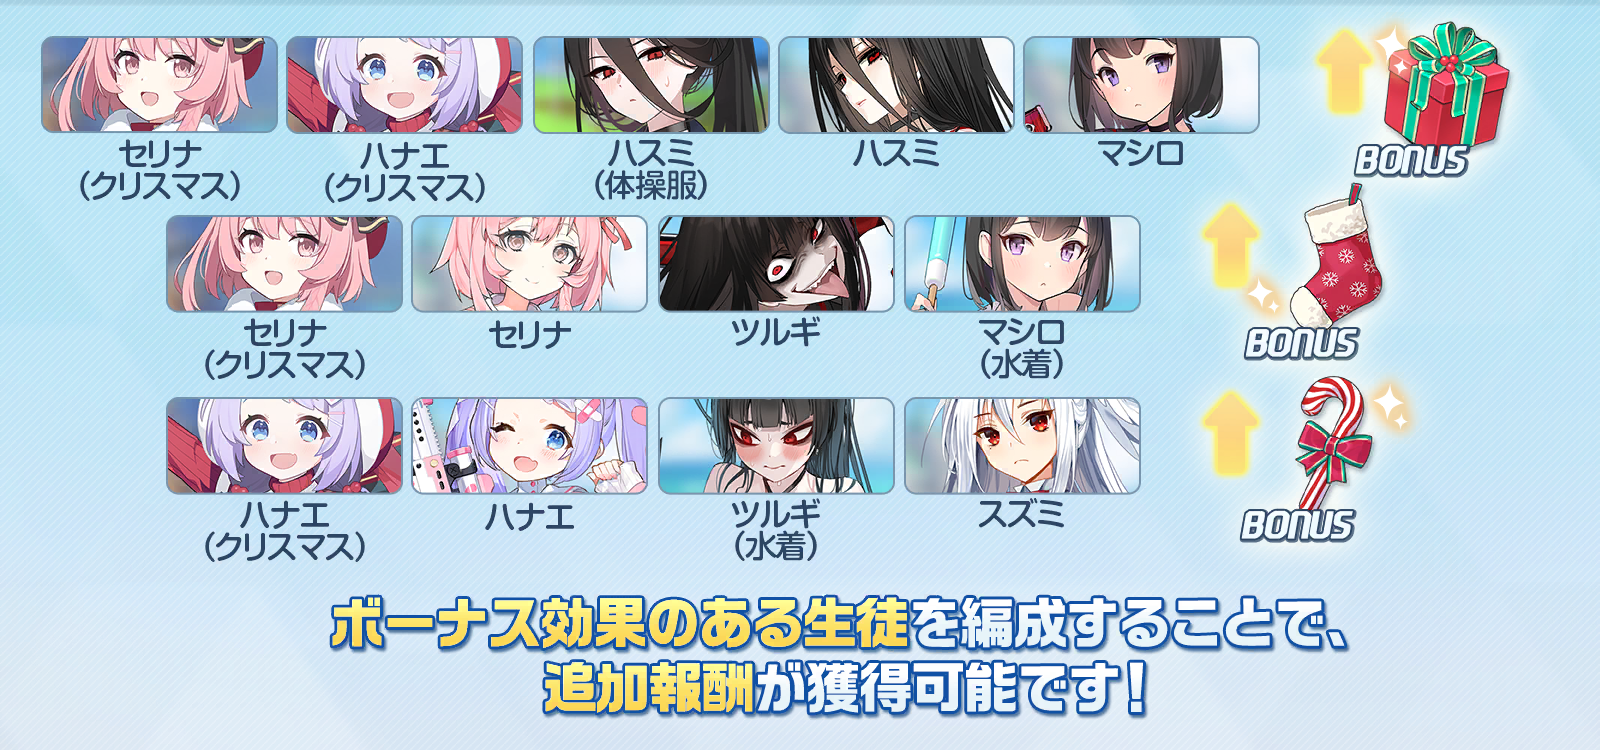 セリナ
(クリスマス)
ハナエ
(クリスマス)
ハスミ
(体操服)
ハスミ
マシロ
BONUS
セリナ
(クリスマス)
セリナ
ツルギ
マシロ
(水着)
BONUS
ハナエ
(クリスマス)
ハナエ
ツルギ
(水着)
スズミ
BONUS
ボーナス効果のある生徒を編成することで、
追加報酬が獲得可能です!